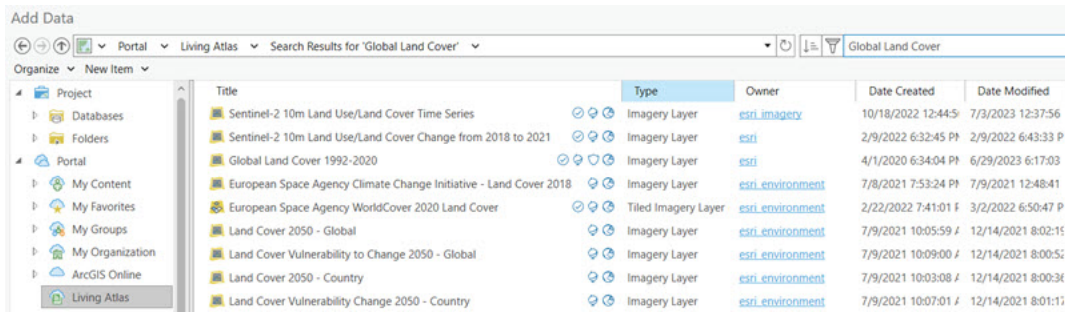 Add Data
Portal Living Atlas Search Results for 'Global Land Cover' Global Land Cover
Organize New Item
Project Title Type Owner Date Created Date Modified
Databases Sentinel-2 10m Land Use/Land Cover Time Series Imagery Layer esri_imagery 10/18/2022 12:44:5 7/3/2023 12:37:56
Folders Sentinel-2 10m Land Use/Land Cover Change from 2018 to 2021 Imagery Layer esri 2/9/2022 6:32:45 PM 2/9/2022 6:43:33 P
Portal Global Land Cover 1992-2020 Imagery Layer esri 4/1/2020 6:34:04 PM 6/29/2023 6:17:03
My Content European Space Agency Climate Change Initiative - Land Cover 2018 Imagery Layer esri_environment 7/8/2021 7:53:24 PM 7/9/2021 12:48:41
My Favorites European Space Agency WorldCover 2020 Land Cover Tiled Imagery Layer esri_environment 2/22/2022 7:41:01 P 3/2/2022 6:50:47 P
My Groups Land Cover 2050 - Global Imagery Layer esri_environment 7/9/2021 10:05:59 A 12/14/2021 8:02:19
My Organization Land Cover Vulnerability to Change 2050 - Global Imagery Layer esri_environment 7/9/2021 10:09:00 A 12/14/2021 8:00:52
ArcGIS Online Land Cover 2050 - Country Imagery Layer esri_environment 7/9/2021 10:03:08 A 12/14/2021 8:00:36
Living Atlas Land Cover Vulnerability Change 2050 - Country Imagery Layer esri_environment 7/9/2021 10:07:01 A 12/14/2021 8:01:17